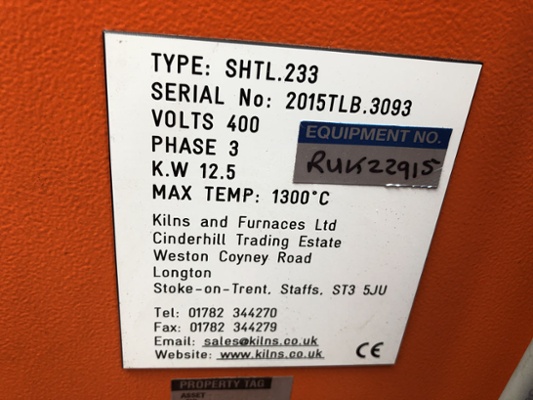 TYPE: SHTL.233
SERIAL No: 2015TLB.3093
VOLTS 400
EQUIPMENT NO.
RUK22915
PHASE 3
K.W 12.5
MAX TEMP: 1300°C
Kilns and Furnaces Ltd
Cinderhill Trading Estate
Weston Coyney Road
Longton
Stoke-on-Trent, Staffs, ST3 5JU
Tel: 01782 344270
Fax: 01782 344279
Email: sales@kilns.co.uk
Website: www.kilns.co.uk
CE
PROPERTY TAG
ASSET